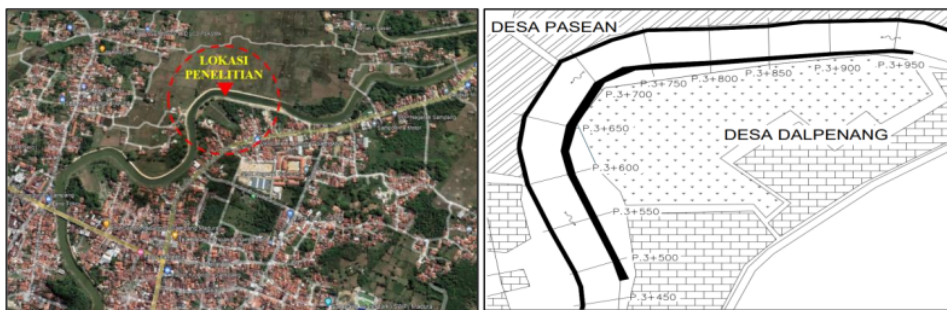 LOKASI
PENELITIAN
DESA PASEAN
DESA DALPENANG
P.3+950
P.3+900
P.3+850
P.3+800
P.3+750
P.3+700
P.3+650
P.3+600
P.3+550
P.3+500
P.3+450